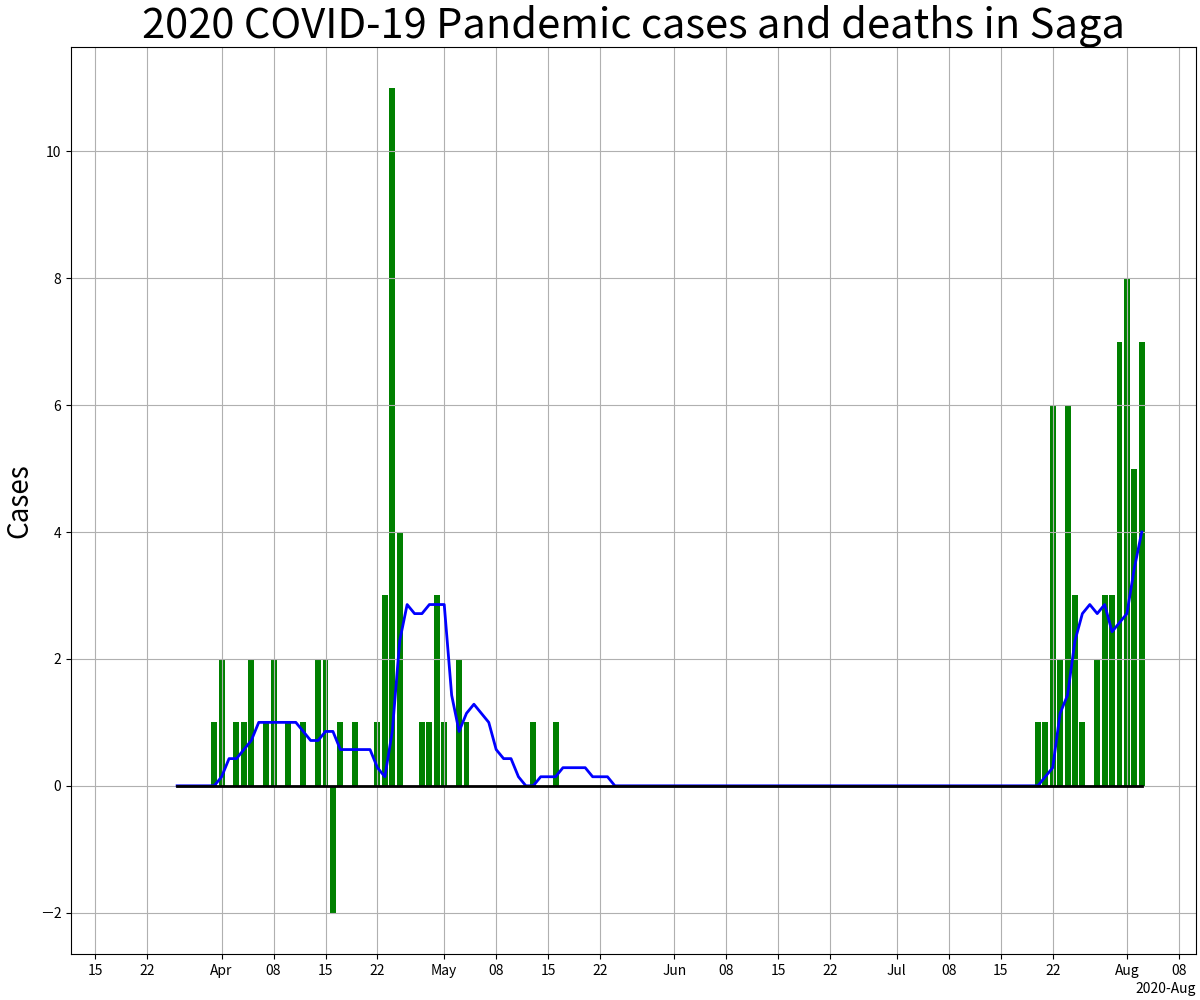 2020 COVID-19 Pandemic cases and deaths in Saga
Cases
10
8
6
4
2
0
−2
15 22 Apr 08 15 22 May 08 15 22 Jun 08 15 22 Jul 08 15 22 Aug 08
2020-Aug